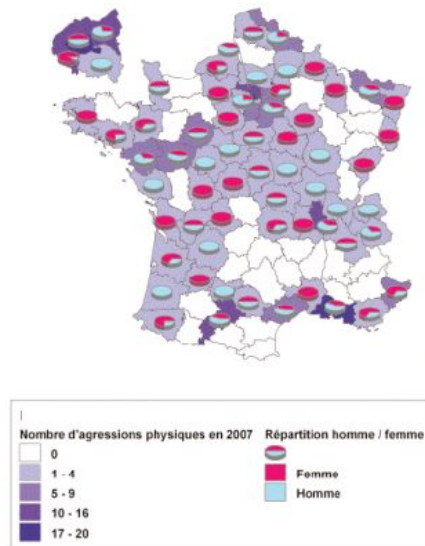 Nombre d'agressions physiques en 2007
0
1 - 4
5 - 9
10 - 16
17 - 20
Répartition homme / femme
Femme
Homme